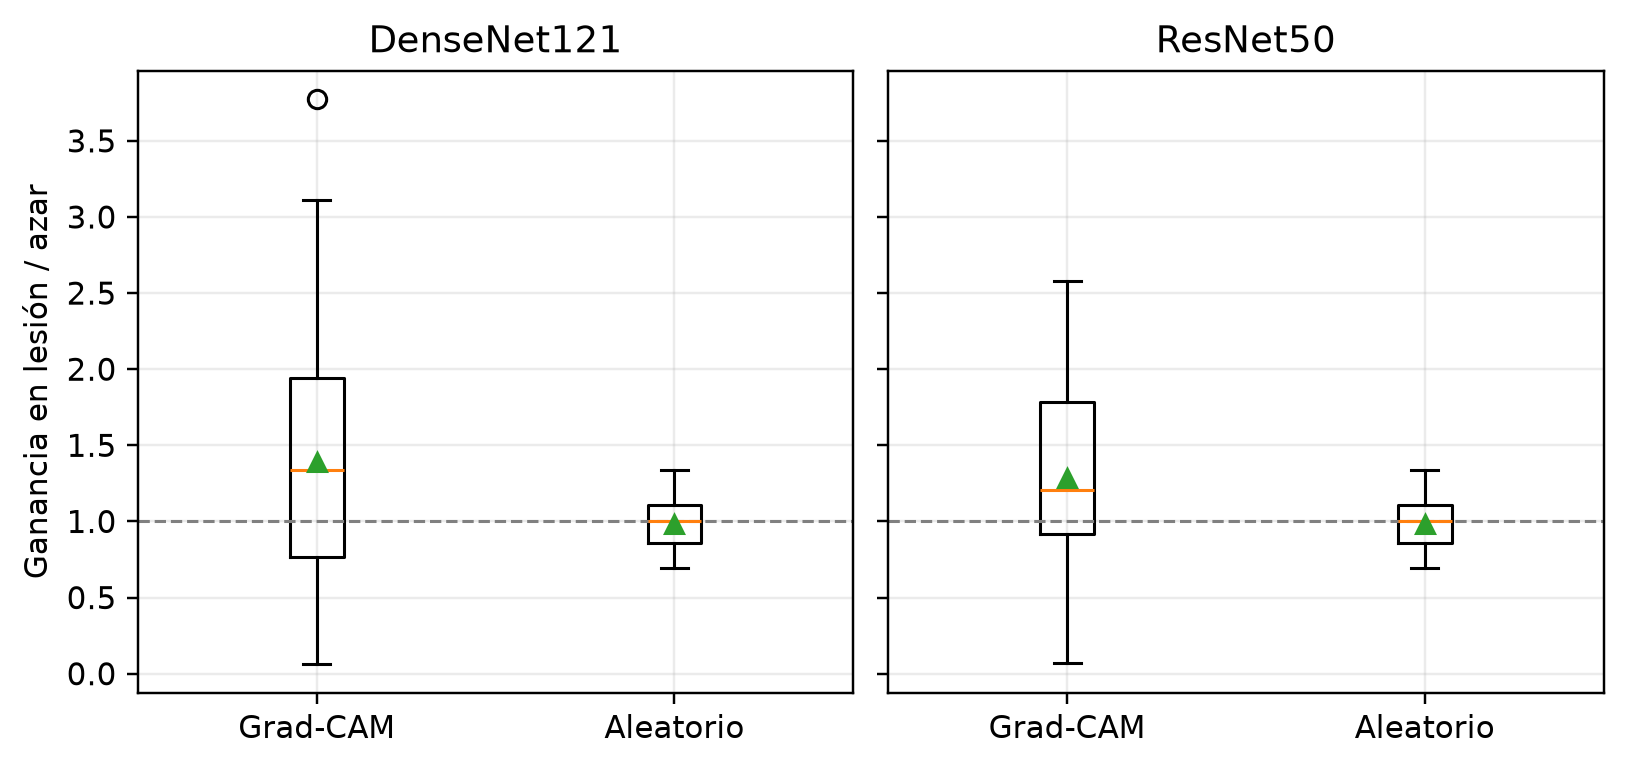 DenseNet121
ResNet50
Ganancia en lesión / azar
3.5
3.0
2.5
2.0
1.5
1.0
0.5
0.0
Grad-CAM
Aleatorio
Grad-CAM
Aleatorio